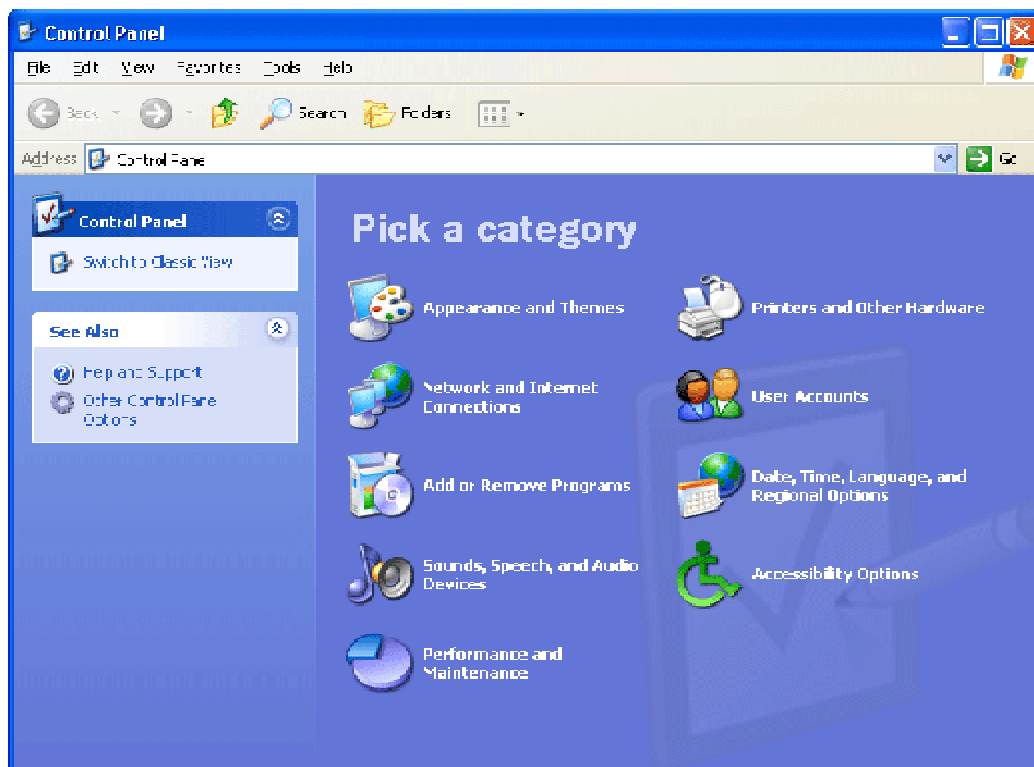 Control Panel
File Edit View Favorites Tools Help
Back Search Folders
Address Control Panel Go
Control Panel
Switch to Classic View
See Also
Help and Support
Other Control Panel
Options
Pick a category
Appearance and Themes
Printers and Other Hardware
Network and Internet
Connections
User Accounts
Add or Remove Programs
Date, Time, Language, and
Regional Options
Sounds, Speech, and Audio
Devices
Accessibility Options
Performance and
Maintenance